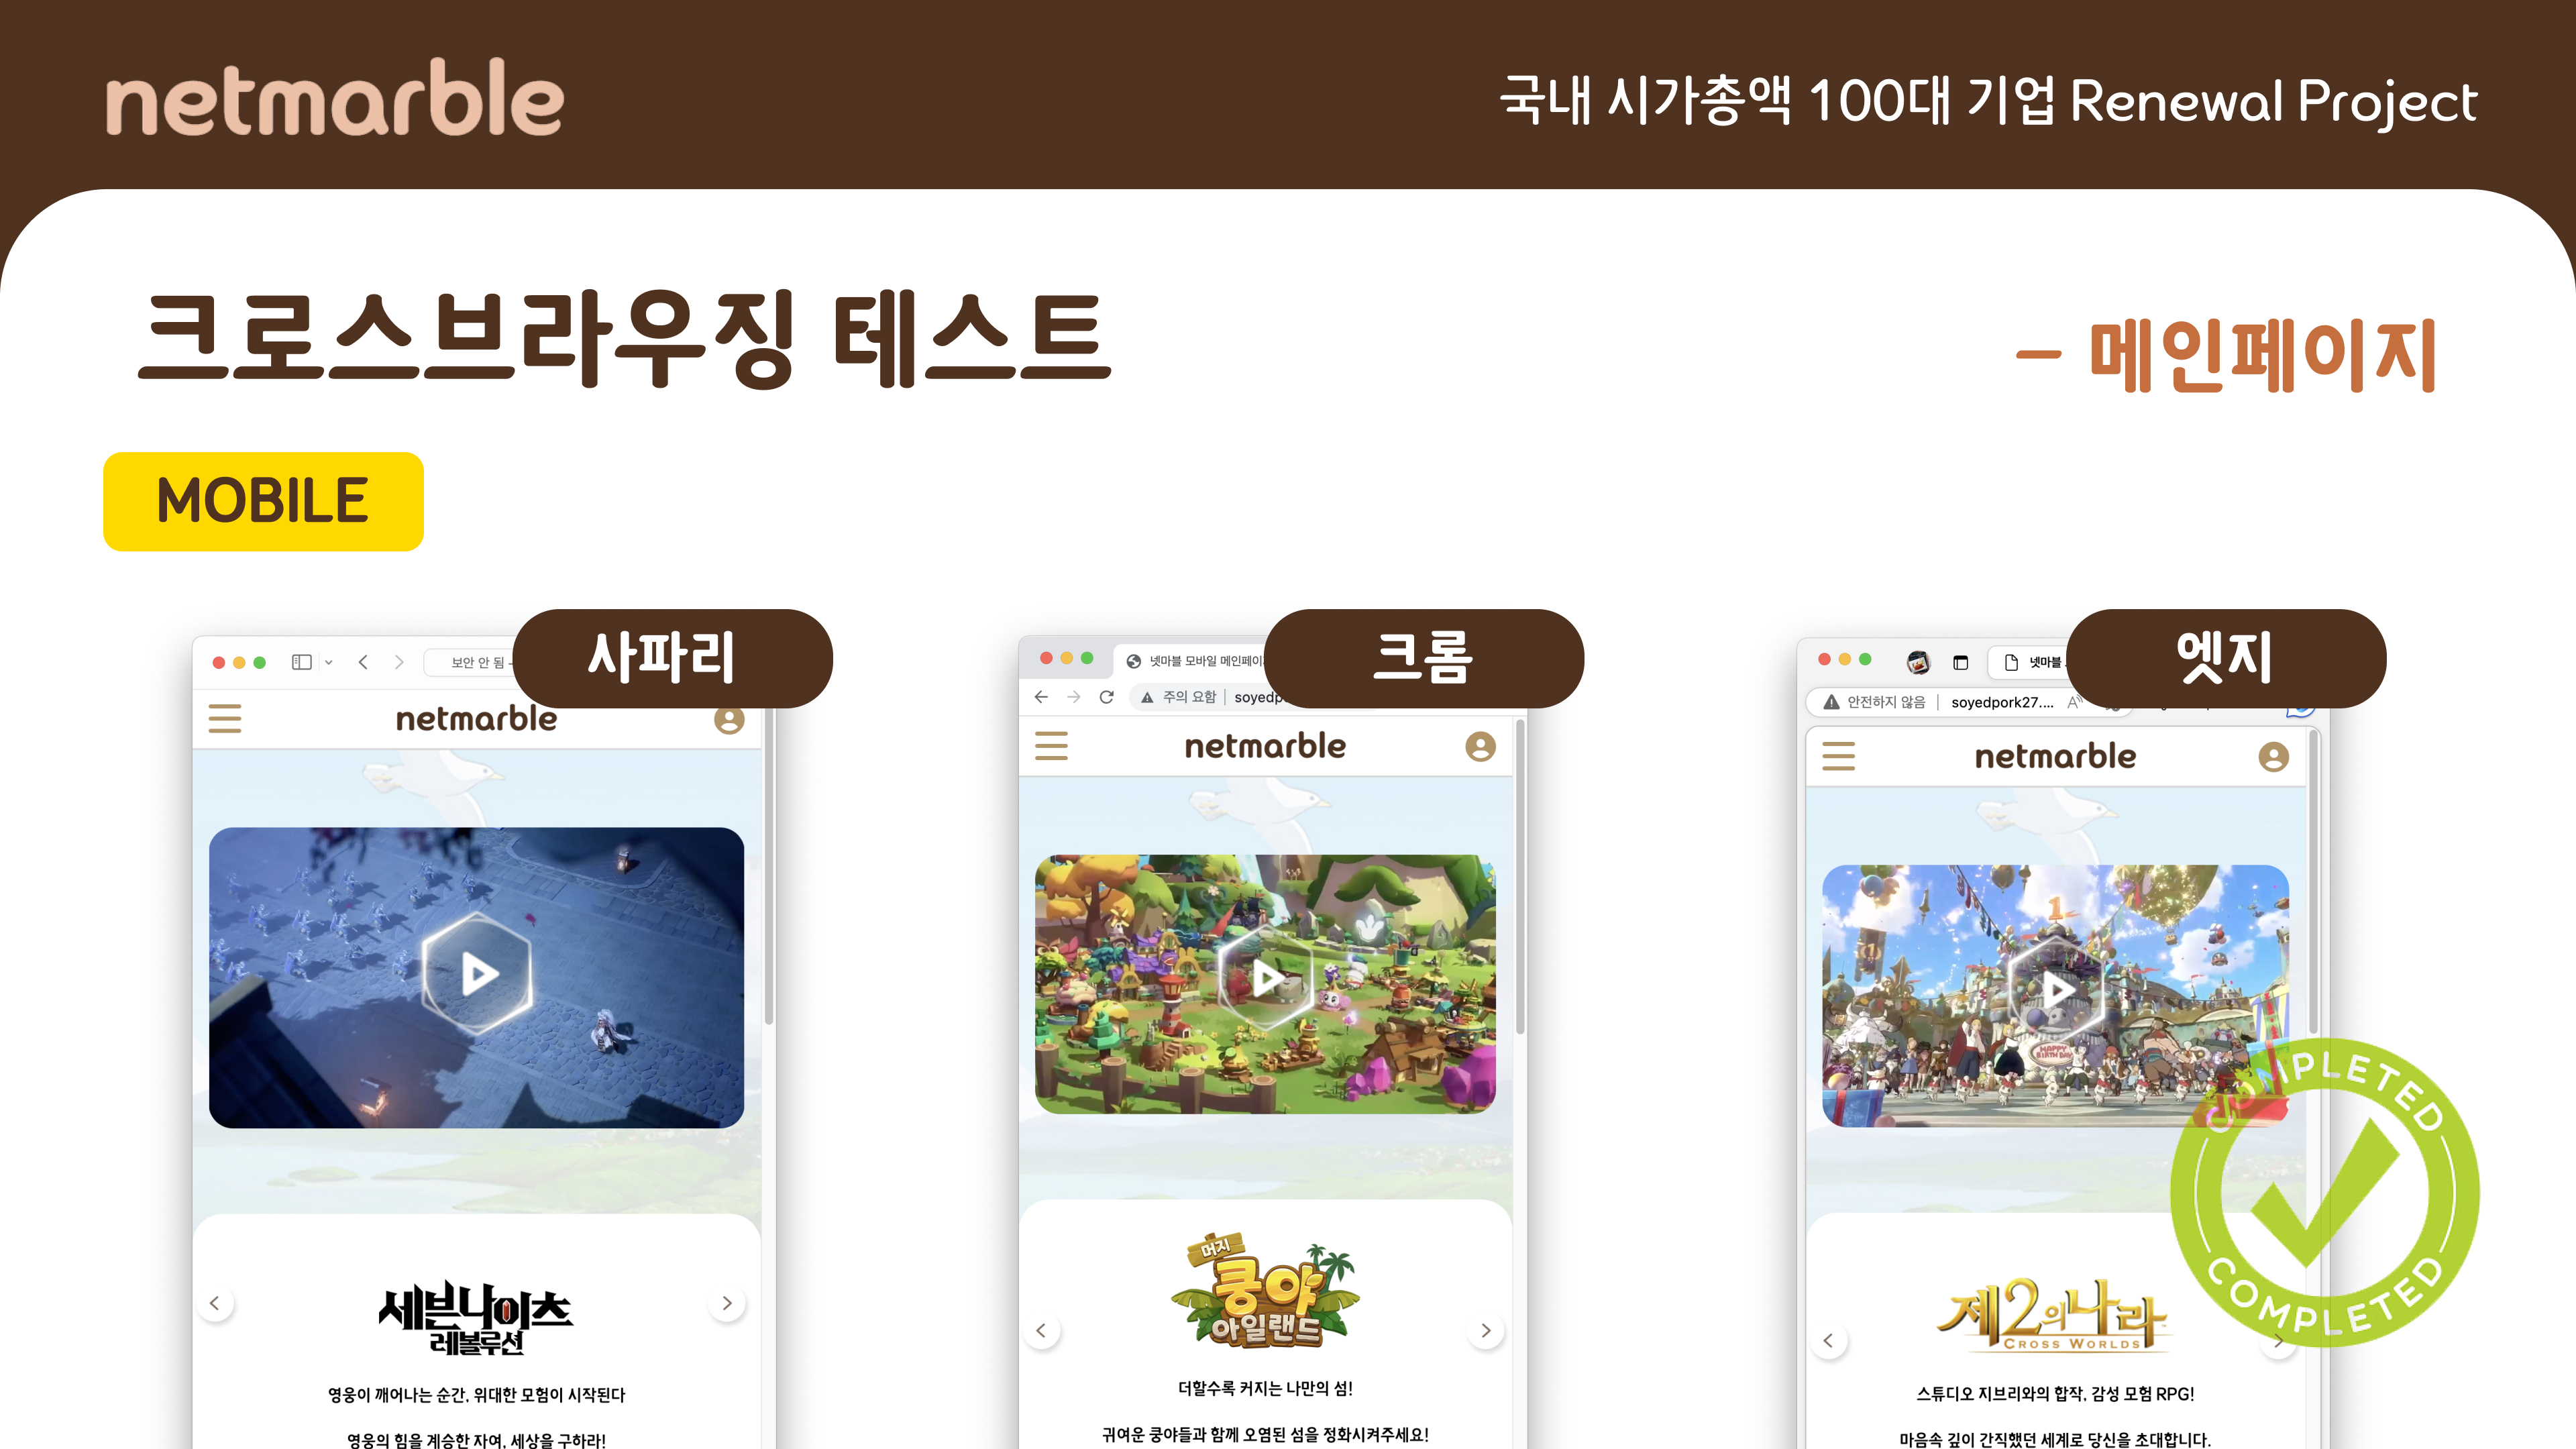 netmarble
국내 시가총액 100대 기업 Renewal Project
크로스브라우징 테스트
– 메인페이지
MOBILE
사파리
보안 안 됨
netmarble
세븐나이츠
레볼루션
영웅이 깨어나는 순간, 위대한 모험이 시작된다
영웅의 힘을 계승한 자여, 세상을 구하라!
크롬
넷마블 모바일 메인페이
주의 요함
soyedp
netmarble
머지
쿵야
아일랜드
더할수록 커지는 나만의 섬!
귀여운 쿵야들과 함께 오염된 섬을 정화시켜주세요!
엣지
넷마블
안전하지 않음
soyedpork27....
netmarble
1
HAPPY
BIRTH DAY
제2의나라
CROSS WORLDS
스튜디오 지브리와의 합작, 감성 모험 RPG!
마음속 깊이 간직했던 세계로 당신을 초대합니다.
COMPLETED
COMPLETED